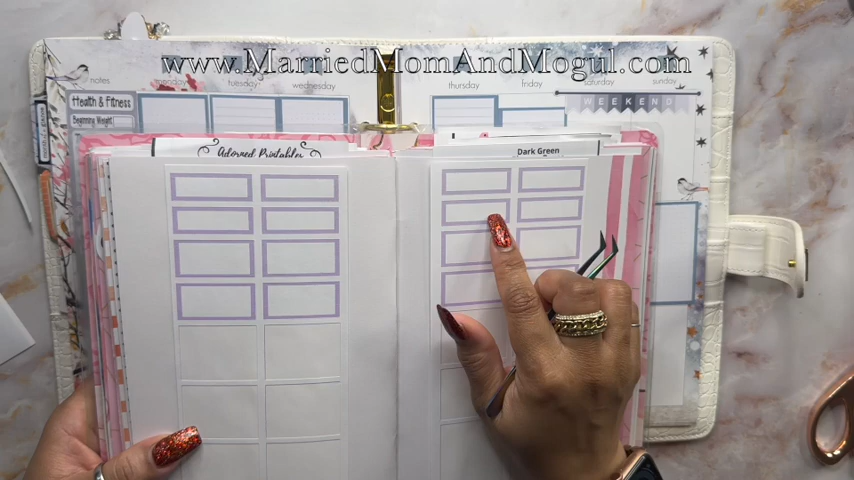 www.MarriedMomAndMogul.com
notes
tuesday
wednesday
thursday
friday
saturday
sunday
Health & Fitness
Beginning Weight
WEEKEND
Adorned Printables
Dark Green